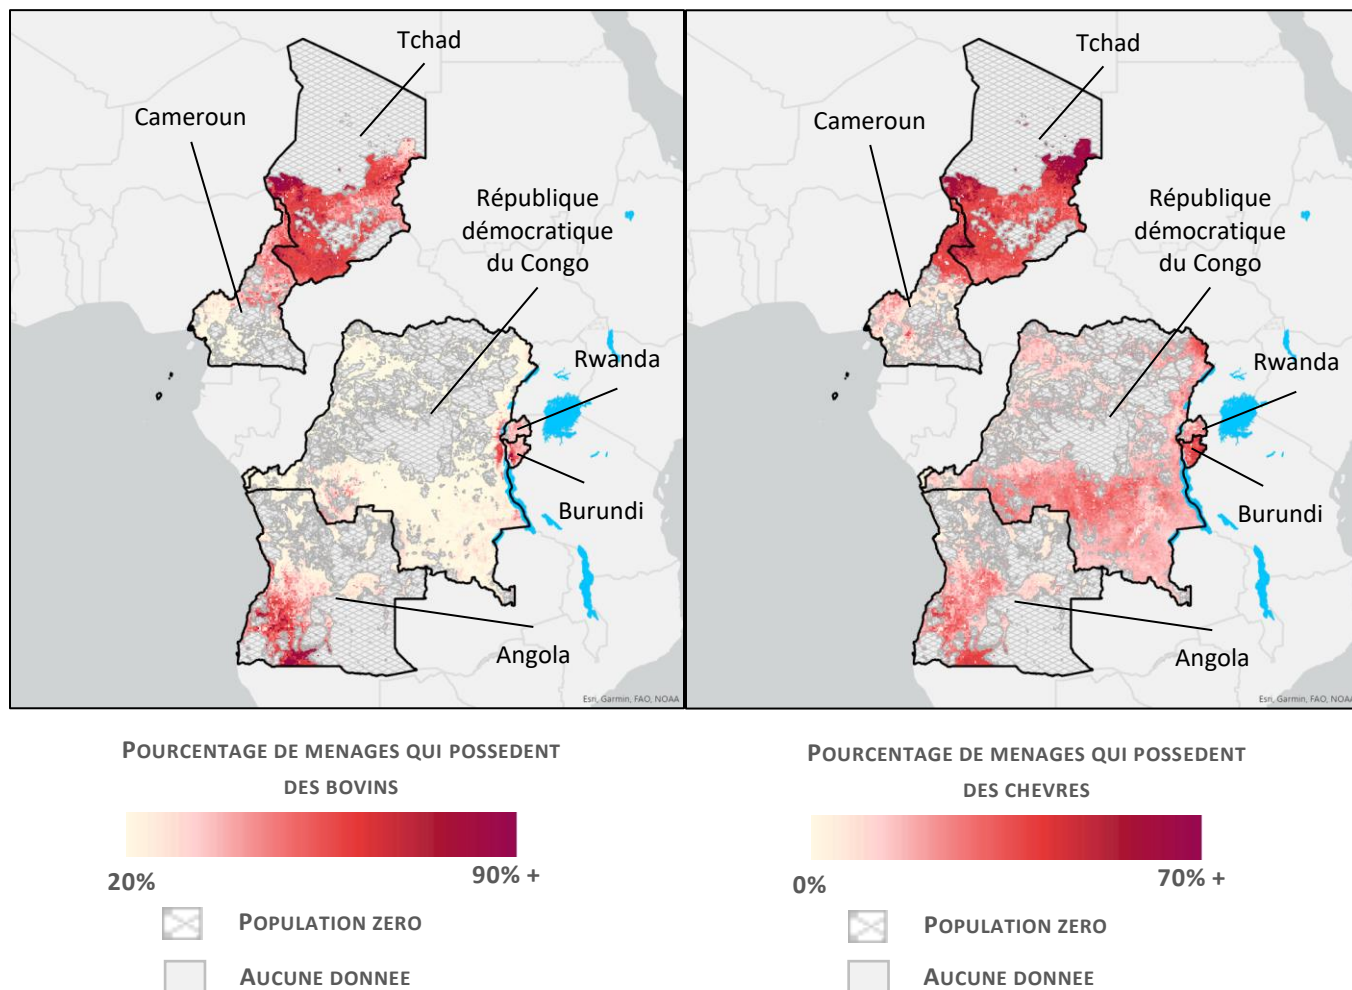 Tchad
Cameroun
République
démocratique
du Congo
Rwanda
Burundi
Angola
Esri, Garmin, FAO, NOAA
Tchad
Cameroun
République
démocratique
du Congo
Rwanda
Burundi
Angola
Esri, Garmin, FAO, NOAA
POURCENTAGE DE MENAGES QUI POSSEDENT
DES BOVINS
20%
90% +
POPULATION ZERO
AUCUNE DONNEE
POURCENTAGE DE MENAGES QUI POSSEDENT
DES CHEVRES
0%
70% +
POPULATION ZERO
AUCUNE DONNEE